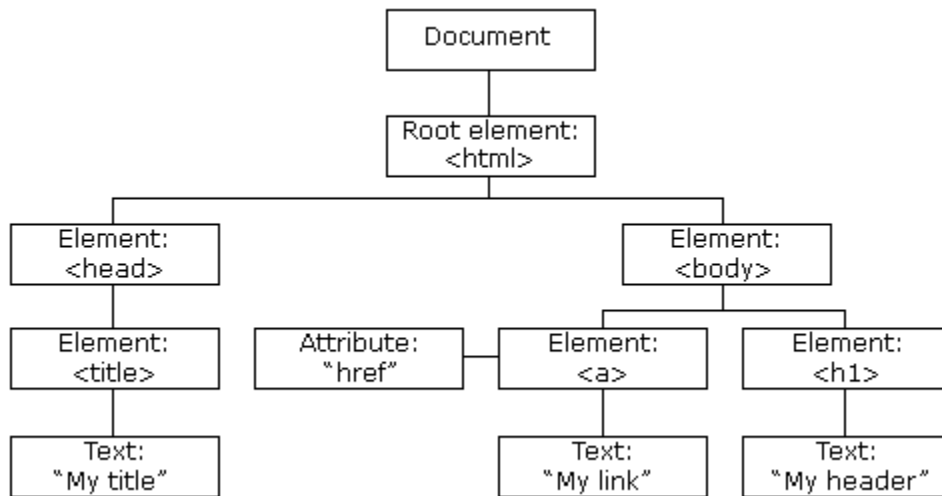 Document
Root element:
<html>
Element:
<head>
Element:
<body>
Element:
<title>
Attribute:
“href”
Element:
<a>
Element:
<h1>
Text:
“My title”
Text:
“My link”
Text:
“My header”